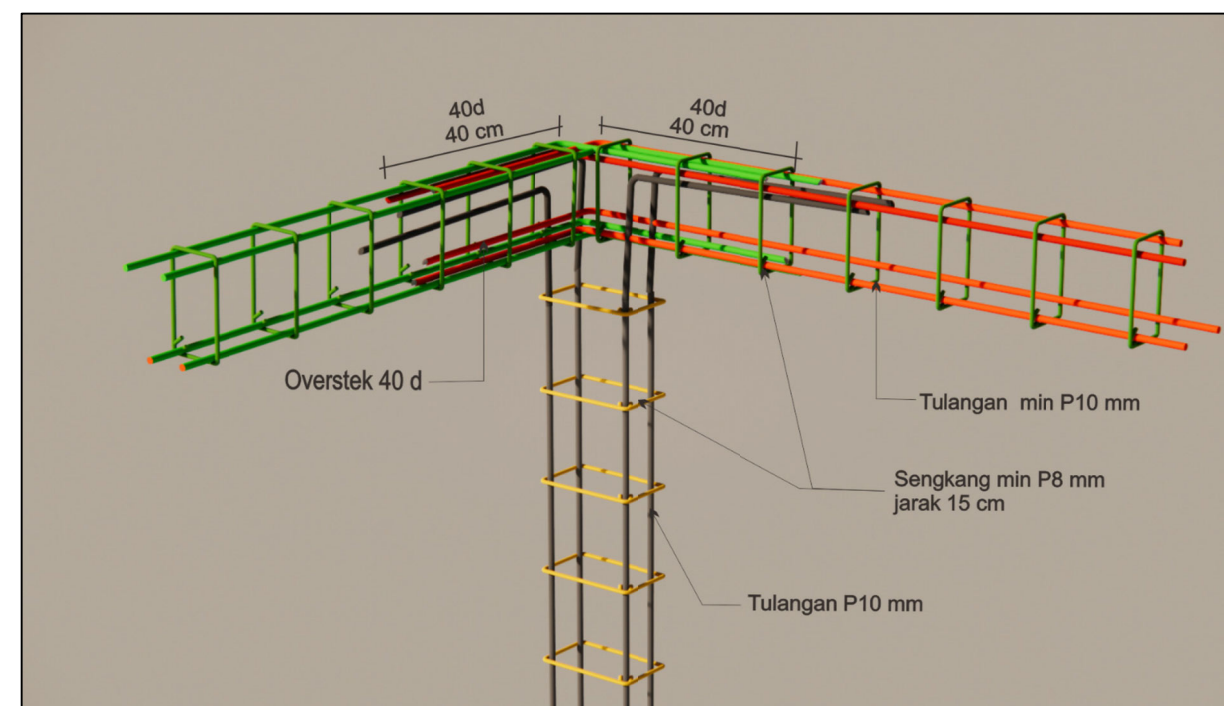 40d
40 cm
40d
40 cm
Overstek 40 d
Tulangan min P10 mm
Sengkang min P8 mm
jarak 15 cm
Tulangan P10 mm